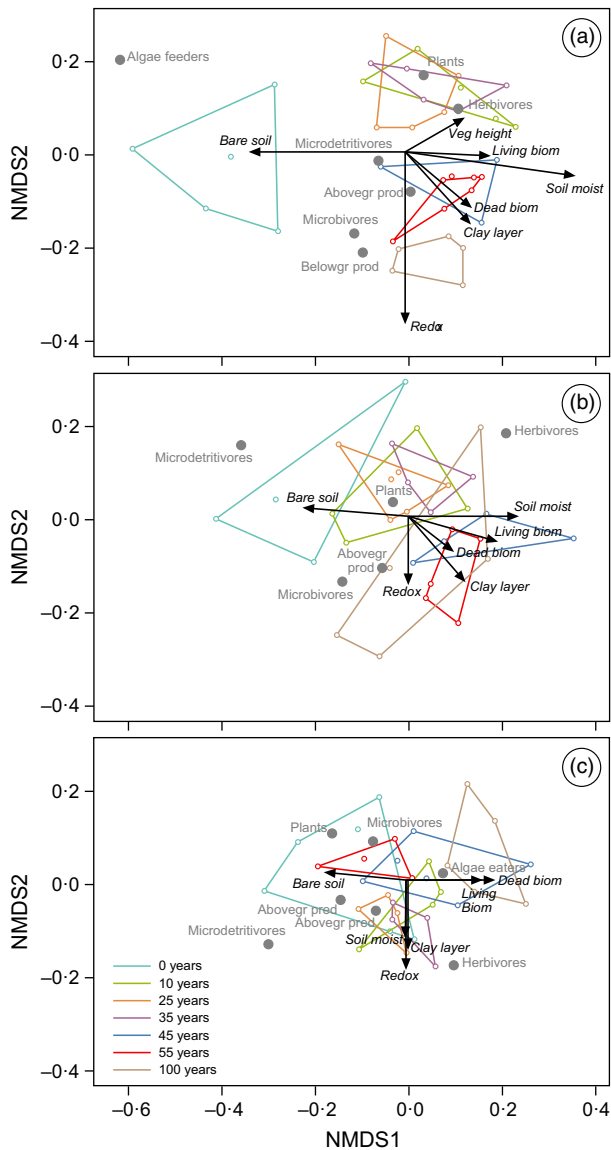 (a)
0·2
0·0
–0·2
–0·4
NMDS2
Algae feeders
Plants
Herbivores
Veg height
Bare soil
Microdetritivores
Living biom
Soil moist
Abovegr prod
Dead biom
Microbivores
Clay layer
Belowgr prod
Redox
(b)
0·2
0·0
–0·2
–0·4
NMDS2
Herbivores
Microdetritivores
Plants
Bare soil
Soil moist
Living biom
Abovegr
prod
Dead biom
Microbivores
Redox
Clay layer
(c)
0·2
0·0
–0·2
–0·4
NMDS2
Plants
Microbivores
Algae eaters
Bare soil
Dead biom
Living
Biom
Abovegr pred
Abovegr pred
Microdetritivores
Soil moist
Clay layer
Redox
Herbivores
0 years
10 years
25 years
35 years
45 years
55 years
100 years
–0·6
–0·4
–0·2
0·0
0·2
0·4
NMDS1